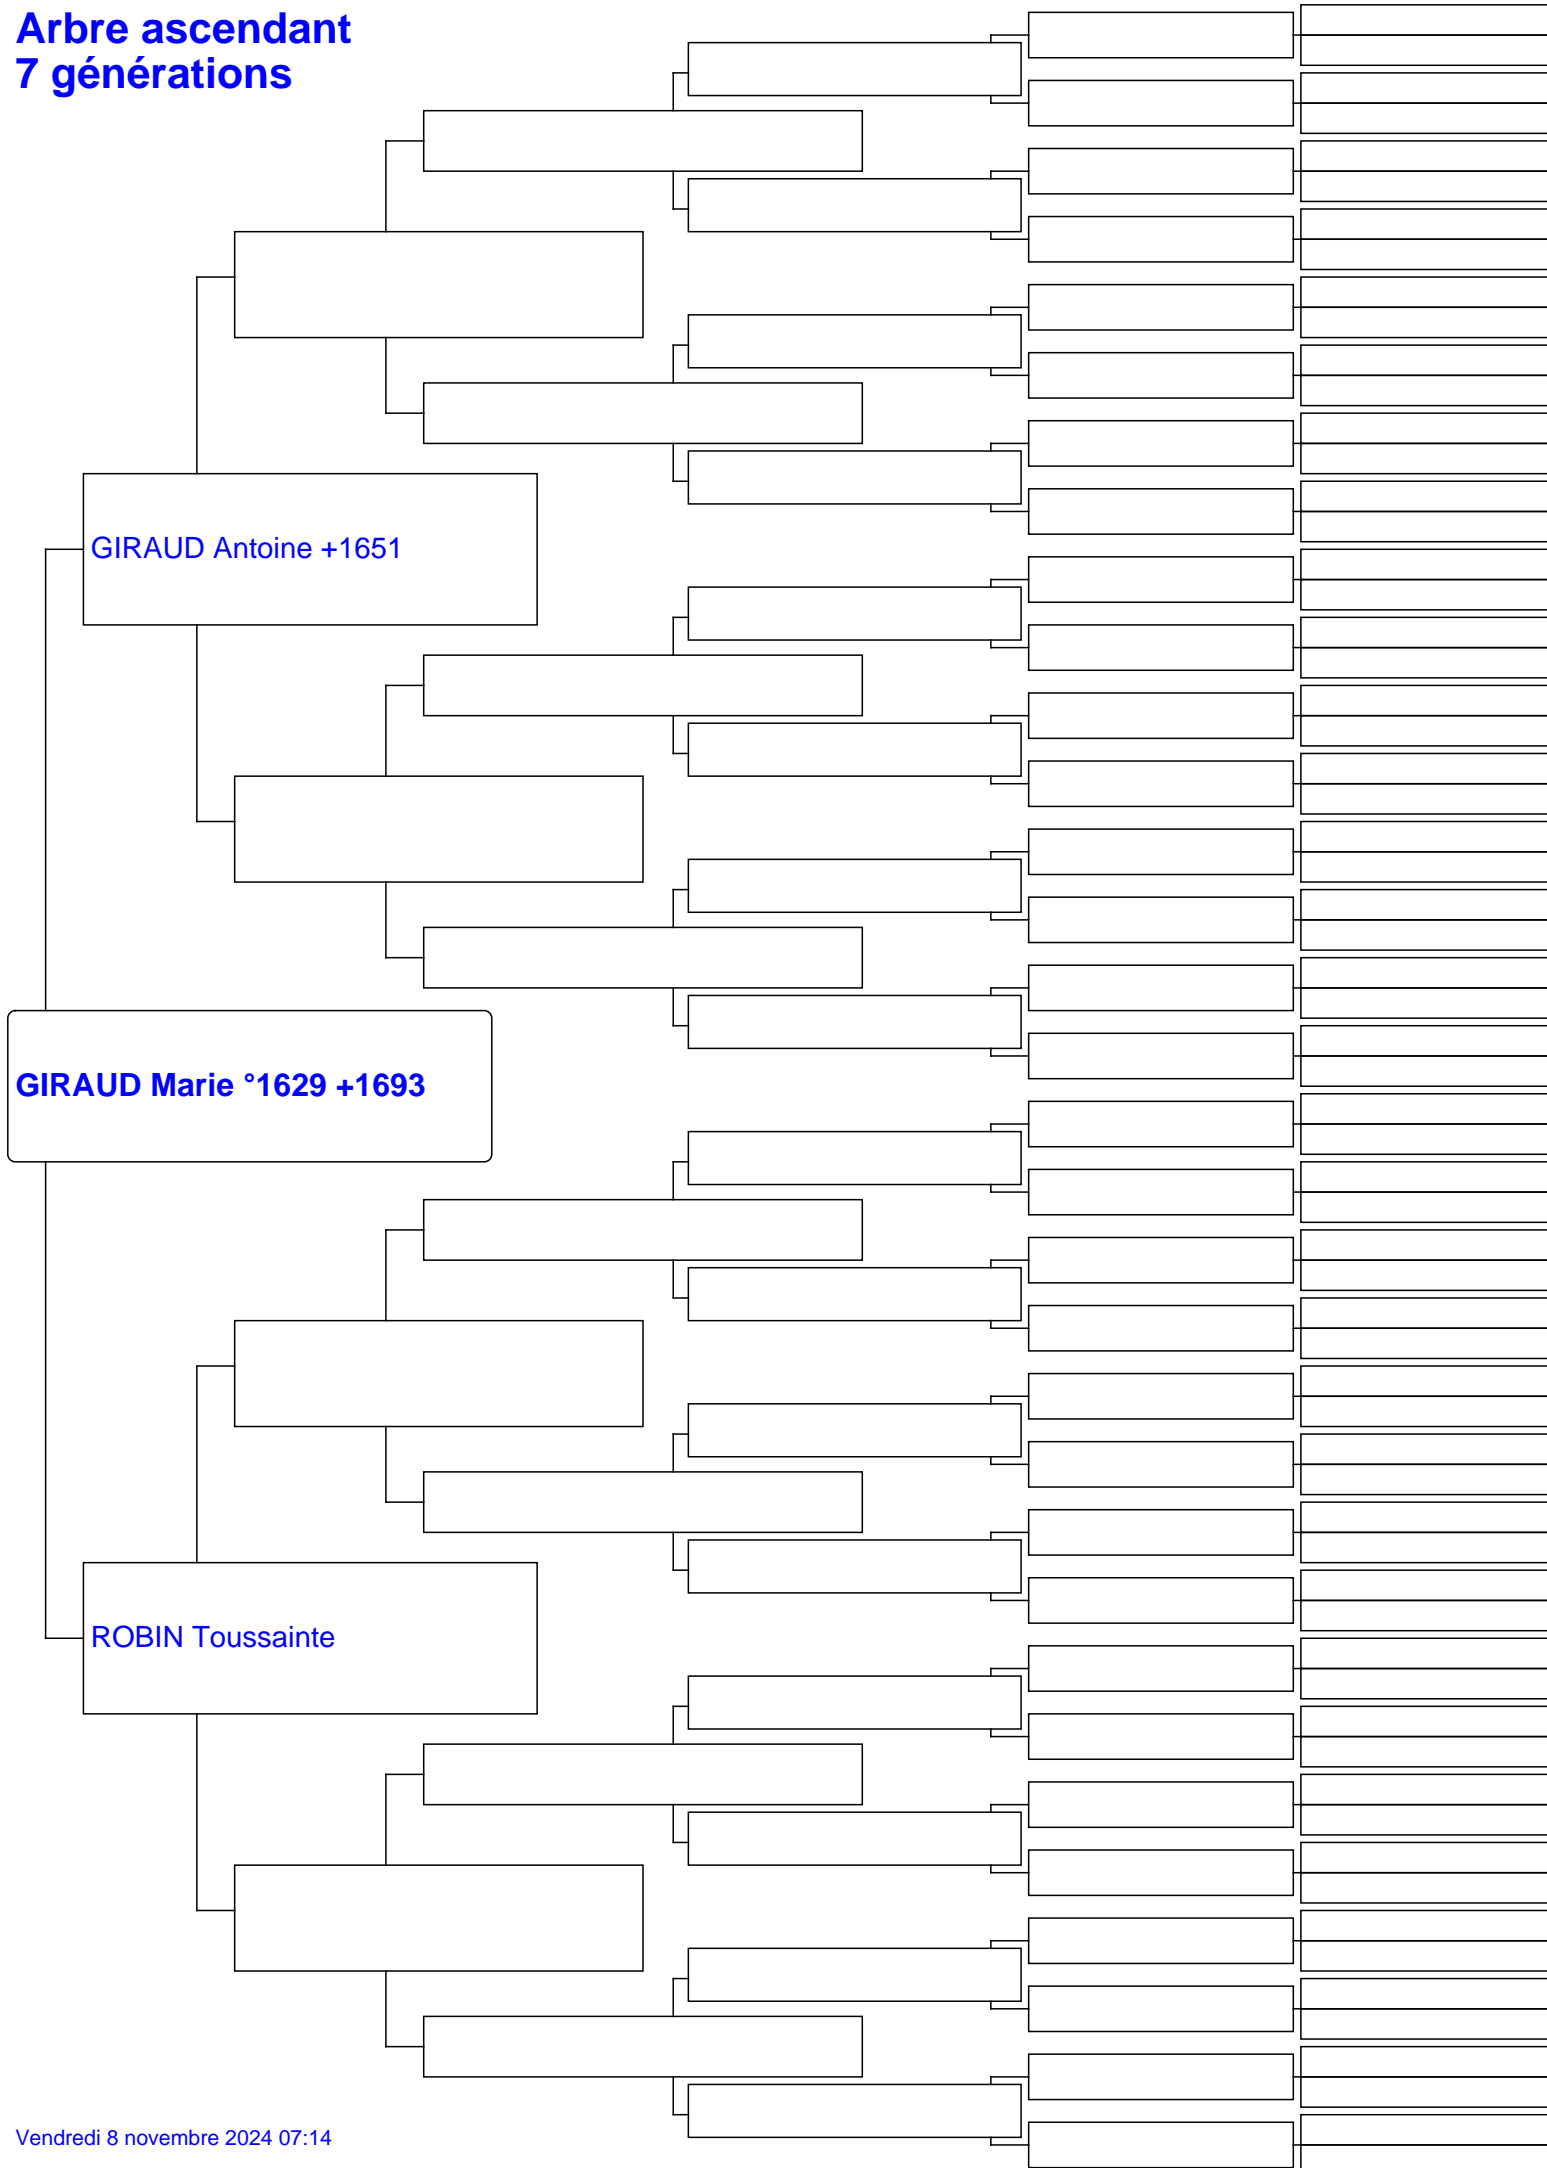 Arbre ascendant
7 générations
GIRAUD Antoine +1651
GIRAUD Marie °1629 +1693
ROBIN Toussainte
Vendredi 8 novembre 2024 07:14